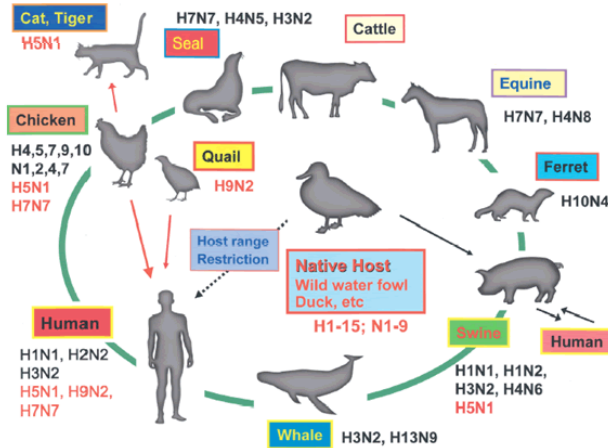 Cat, Tiger
H5N1
H7N7, H4N5, H3N2
Seal
Cattle
Equine
H7N7, H4N8
Chicken
H4,5,7,9,10
N1,2,4,7
H5N1
H7N7
Quail
H9N2
Ferret
H10N4
Host range
Restriction
Native Host
Wild water fowl
Duck, etc
H1-15; N1-9
Human
H1N1, H2N2
H3N2
H5N1, H9N2,
H7N7
Swine
Human
H1N1, H1N2,
H3N2, H4N6
H5N1
Whale
H3N2, H13N9